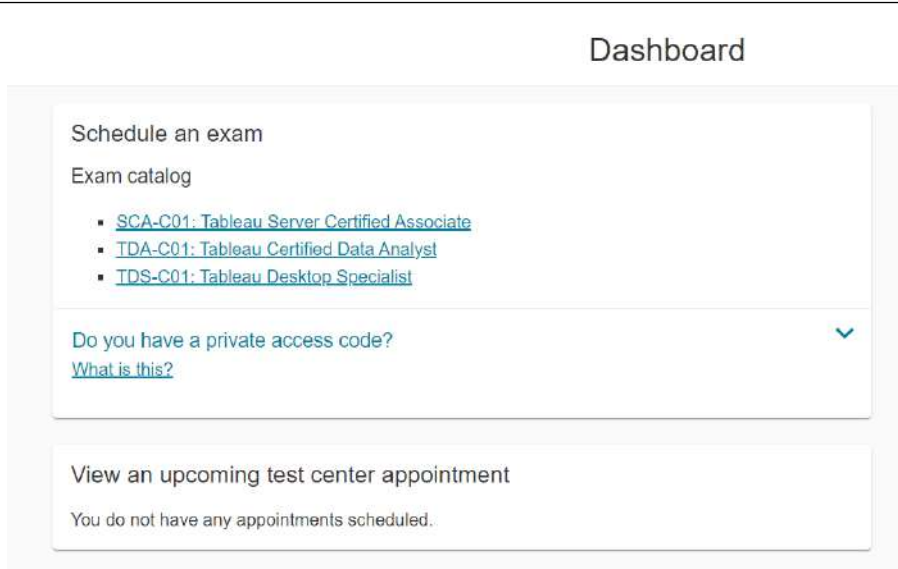 Dashboard
Schedule an exam
Exam catalog
SCA-C01: Tableau Server Certified Associate
TDA-C01: Tableau Certified Data Analyst
TDS-C01: Tableau Desktop Specialist
Do you have a private access code?
What is this?
View an upcoming test center appointment
You do not have any appointments scheduled.